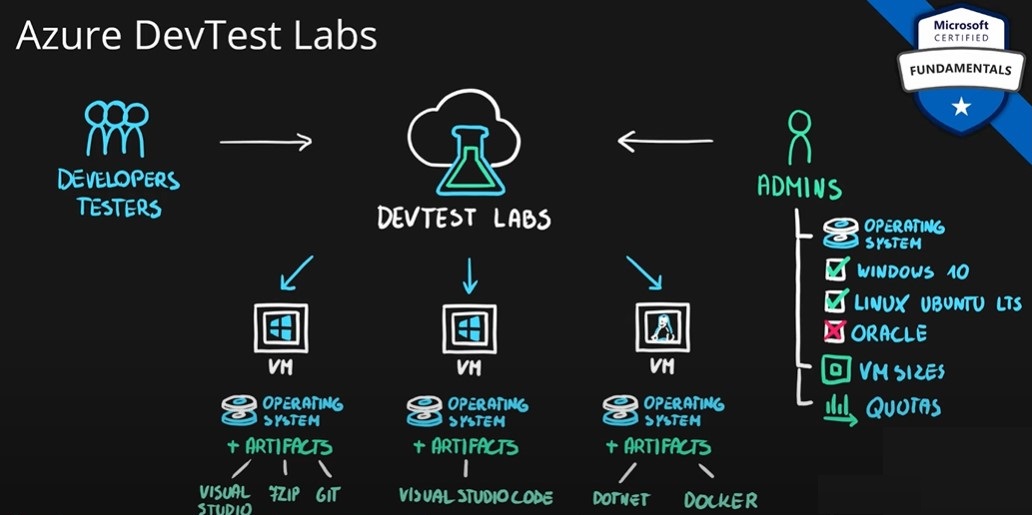 Azure DevTest Labs
Microsoft
CERTIFIED
FUNDAMENTALS
DEVELOPERS
TESTERS
DEVTEST LABS
ADMINS
OPERATING
SYSTEM
WINDOWS 10
LINUX UBUNTU LTS
ORACLE
VM SIZES
QUOTAS
VM
OPERATING
SYSTEM
+ ARTIFACTS
VISUAL
STUDIO
7ZIP
GIT
VM
OPERATING
SYSTEM
+ ARTIFACTS
VISUAL STUDIO CODE
VM
OPERATING
SYSTEM
+ ARTIFACTS
DOTNET
DOCKER